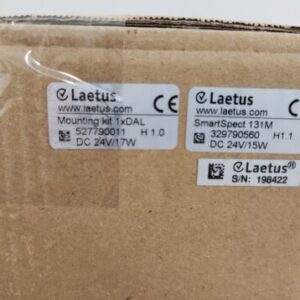 Laetus
www.laetus.com
Mounting kit 1xDAL
527790011 H 1.0
DC 24V/17W
CE
Laetus
www.laetus.com
SmartSpect 131M
329790560 H1.1
DC 24V/15W
CE
Laetus®
S/N: 198422